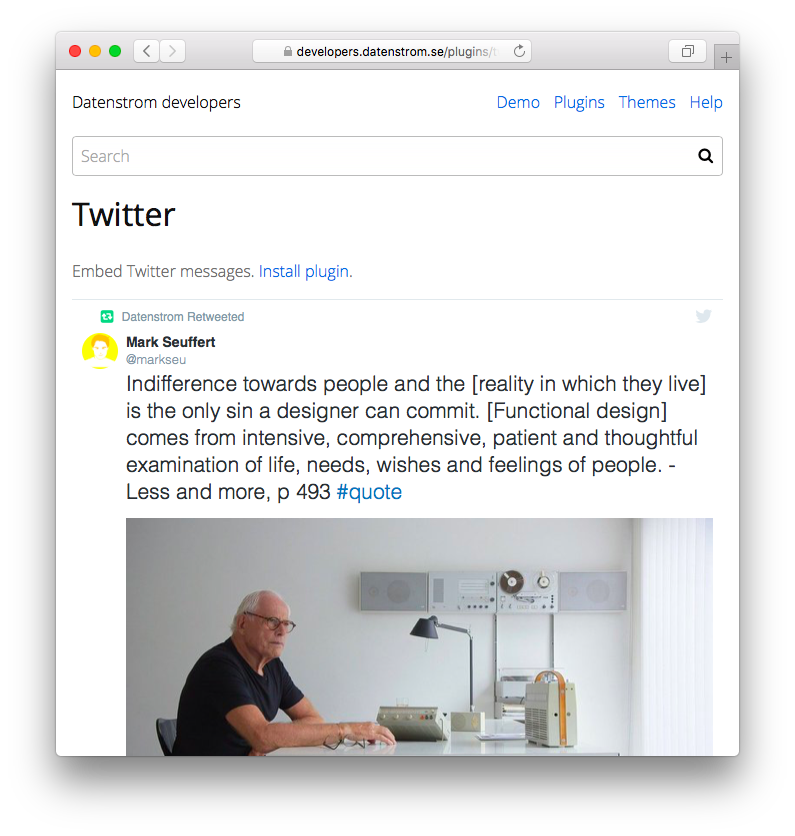 developers.datenstrom.se/plugins/t
Datenstrom developers
Demo Plugins Themes Help
Search
Twitter
Embed Twitter messages. Install plugin.
Datenstrom Retweeted
Mark Seuffert
@markseu
Indifference towards people and the [reality in which they live]
is the only sin a designer can commit. [Functional design]
comes from intensive, comprehensive, patient and thoughtful
examination of life, needs, wishes and feelings of people. -
Less and more, p 493 #quote